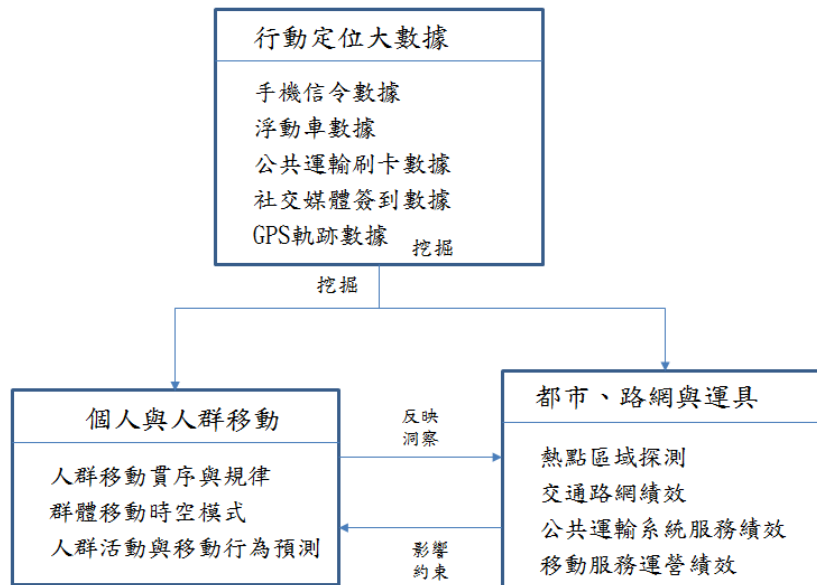 行動定位大數據
手機信令數據
浮動車數據
公共運輸刷卡數據
社交媒體簽到數據
GPS軌跡數據
挖掘
挖掘
個人與人群移動
人群移動貫序與規律
群體移動時空模式
人群活動與移動行為預測
反映
洞察
影響
約束
都市、路網與運具
熱點區域探測
交通路網績效
公共運輸系統服務績效
移動服務運營績效